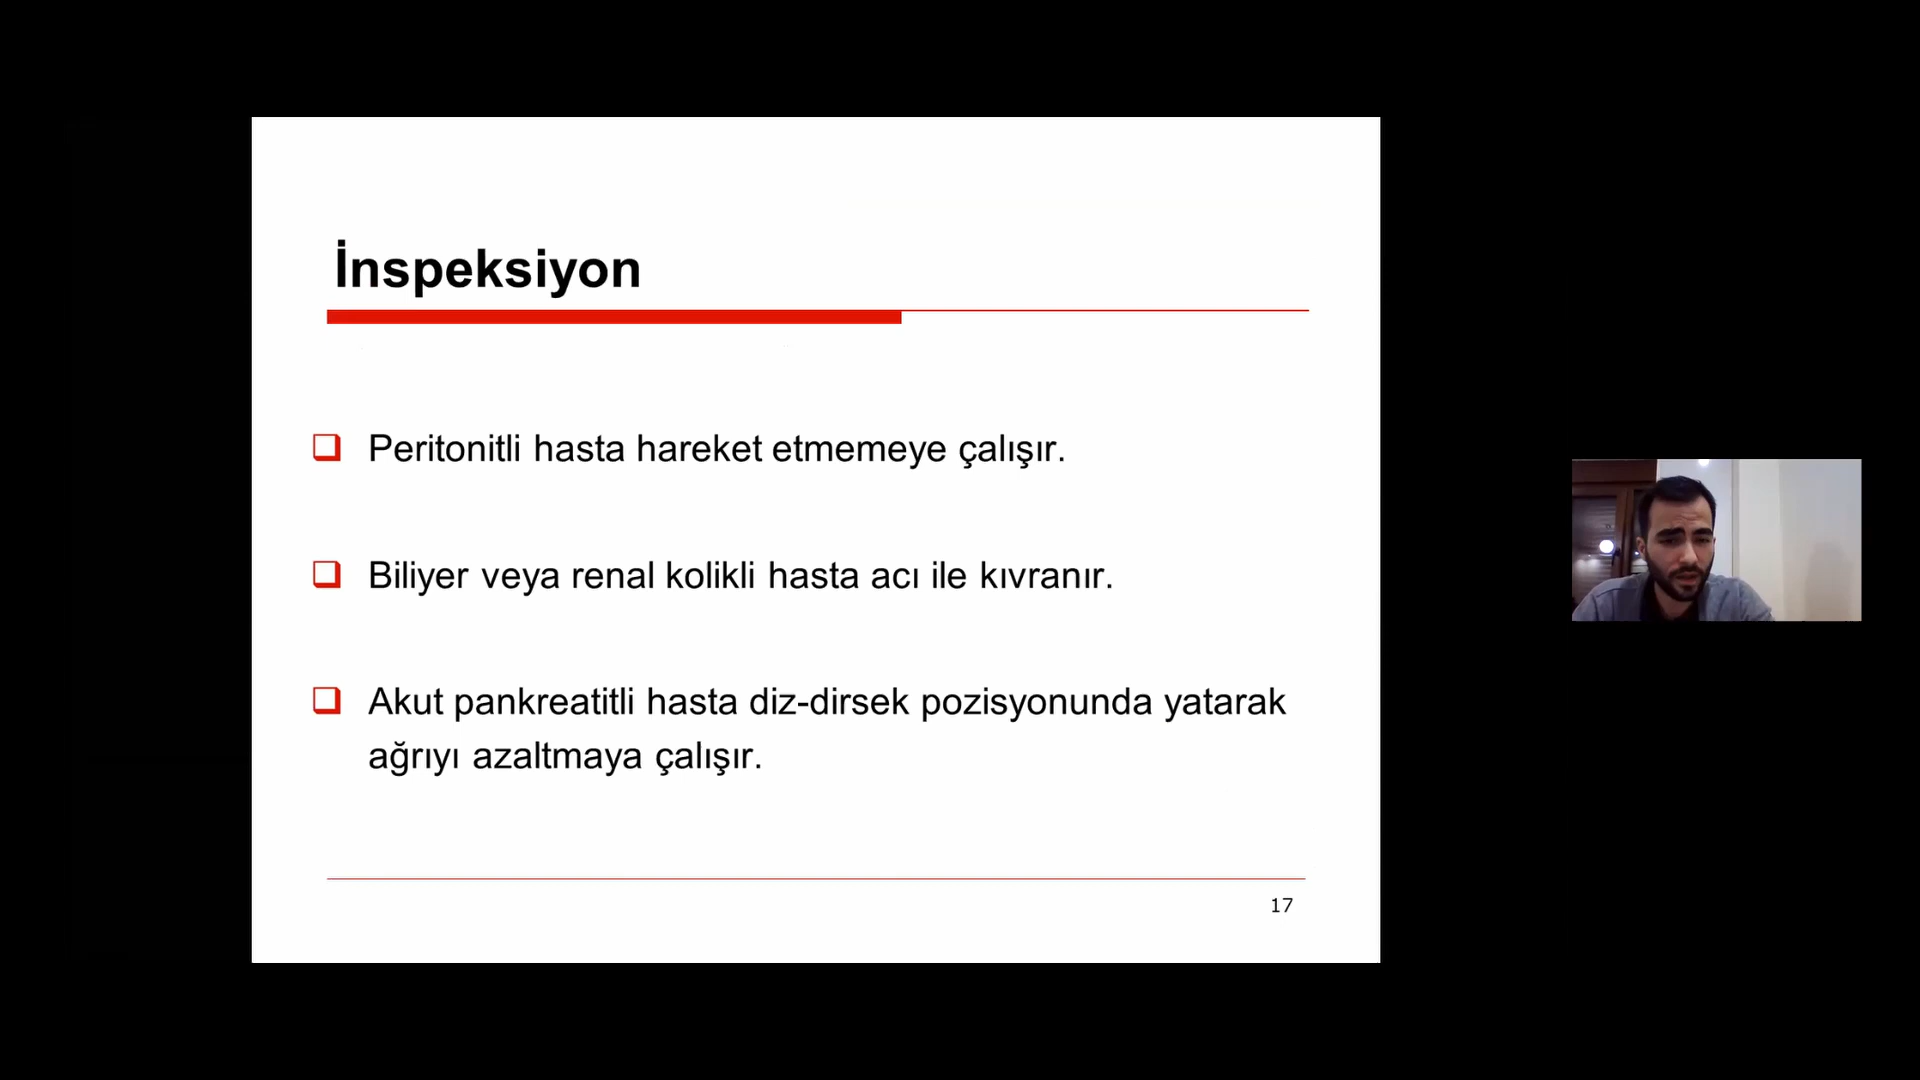 İnspeksiyon
Peritonitli hasta hareket etmemeye çalışır.
Biliyer veya renal kolikli hasta acı ile kıvranır.
Akut pankreatitli hasta diz-dirsek pozisyonunda yatarak
ağrıyı azaltmaya çalışır.
17